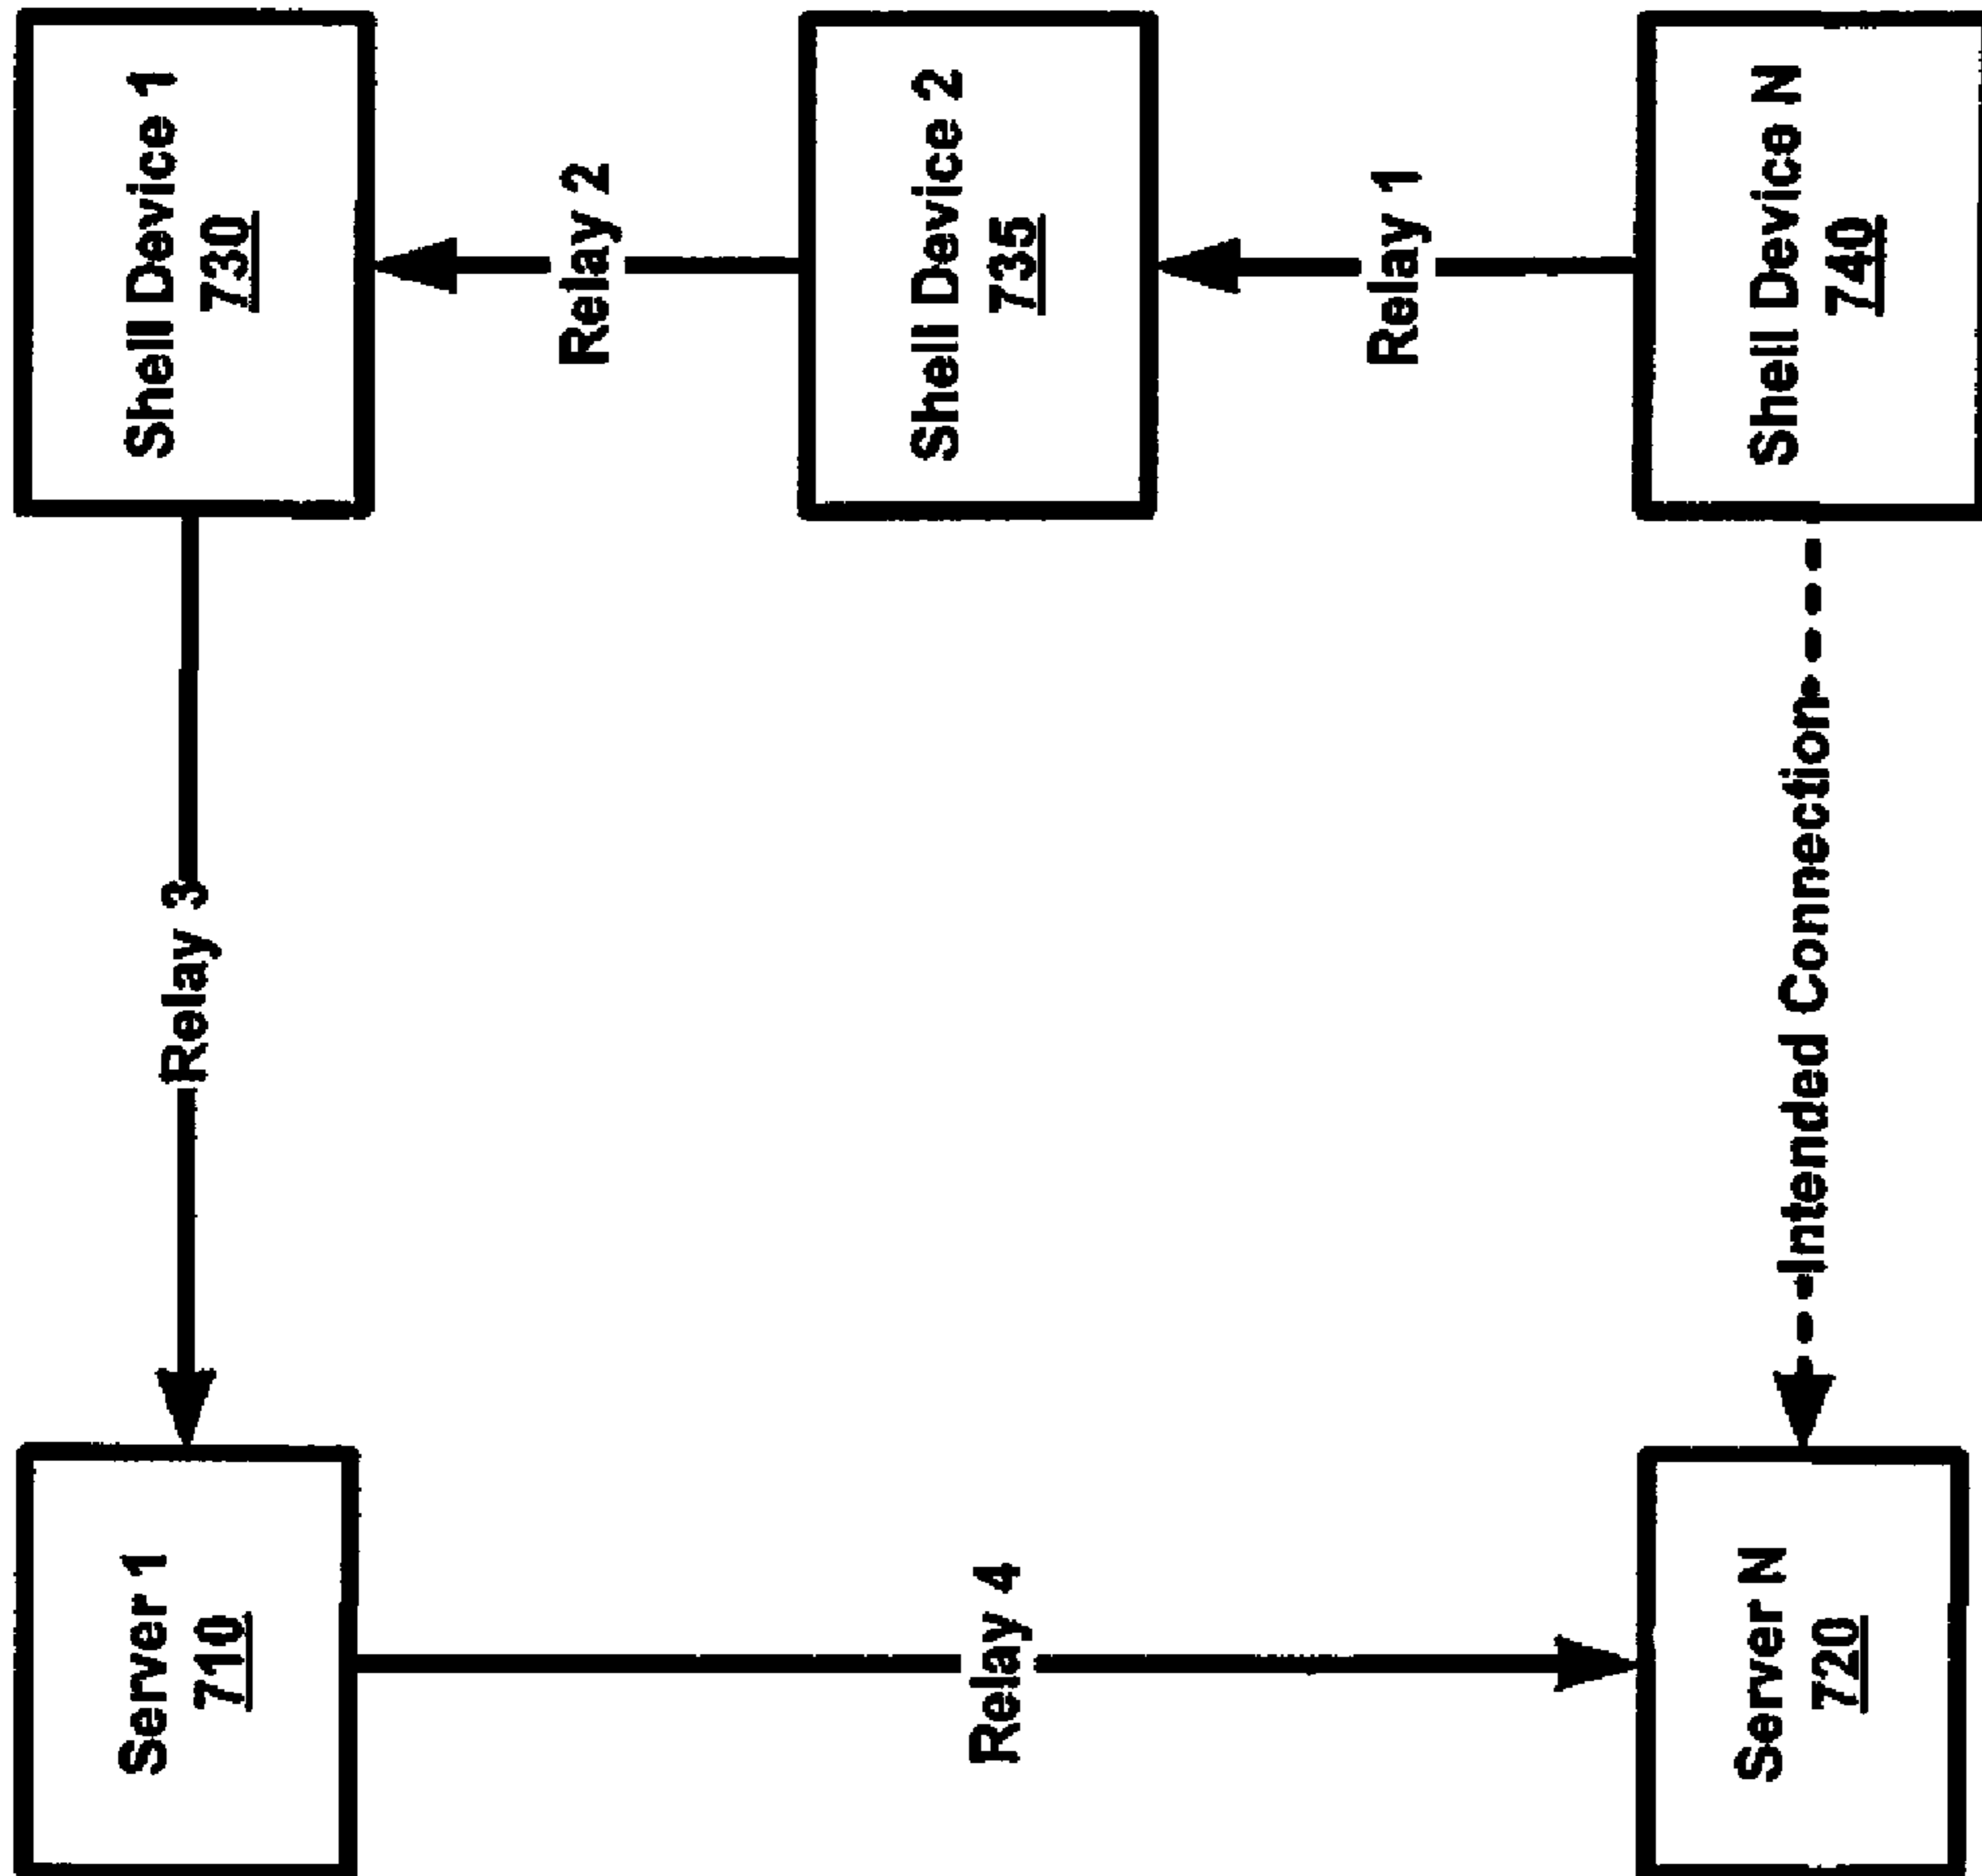 Server 1
710
Relay 3
Shell Device 1
730
Relay 2
Relay 4
Shell Device 2
735
Relay 1
Server N
720
Intended Connection
Shell Device N
740